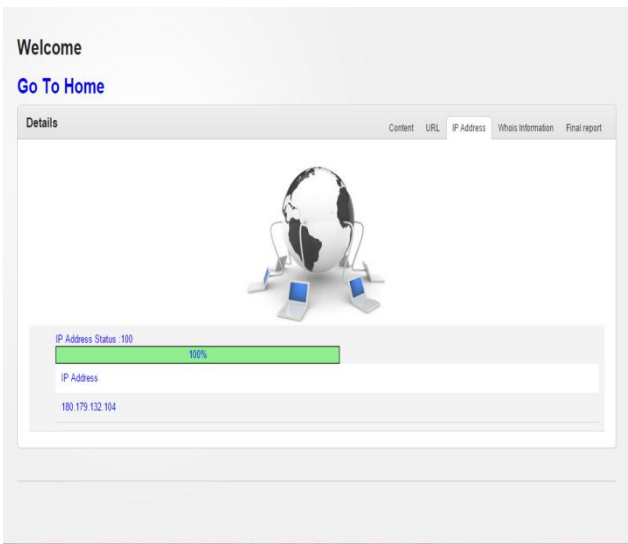 Welcome
Go To Home
Details
Content URL IP Address Whois Information Final report
IP Address Status :100
100%
IP Address
180.179.132.104